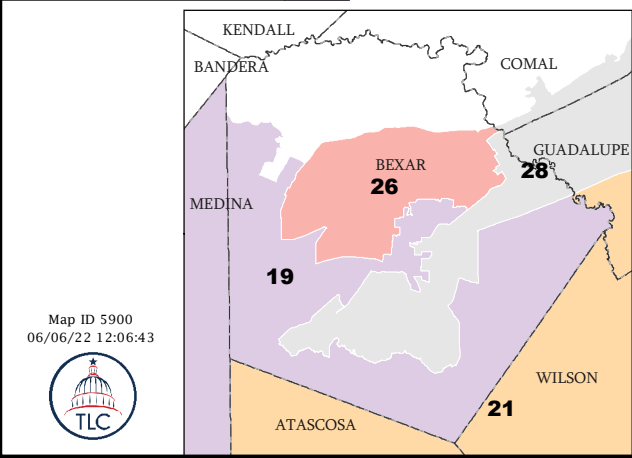 KENDALL
BANDERA
COMAL
GUADALUPE
BEXAR
28
26
MEDINA
19
Map ID 5900
06/06/22 12:06:43
TLC
WILSON
21
ATASCOSA